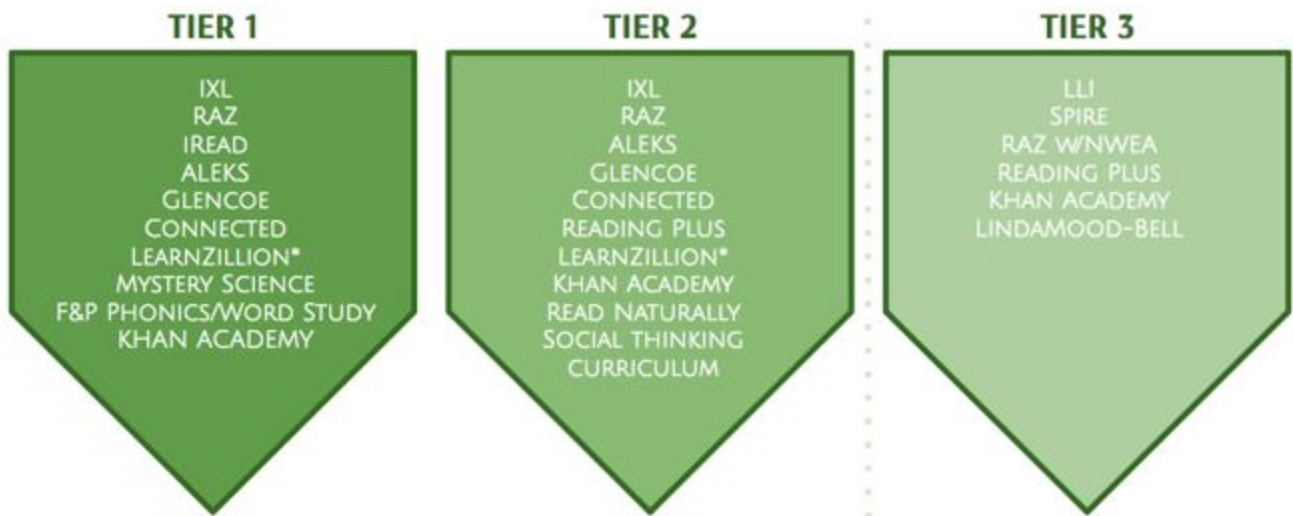 TIER 1
IXL
RAZ
IREAD
ALEKS
GLENCOE
CONNECTED
LEARNZILLION*
MYSTERY SCIENCE
F&P PHONICS/WORD STUDY
KHAN ACADEMY
TIER 2
IXL
RAZ
ALEKS
GLENCOE
CONNECTED
READING PLUS
LEARNZILLION*
KHAN ACADEMY
READ NATURALLY
SOCIAL THINKING
CURRICULUM
TIER 3
LLI
SPIRE
RAZ W/NWEA
READING PLUS
KHAN ACADEMY
LINDAMOOD-BELL